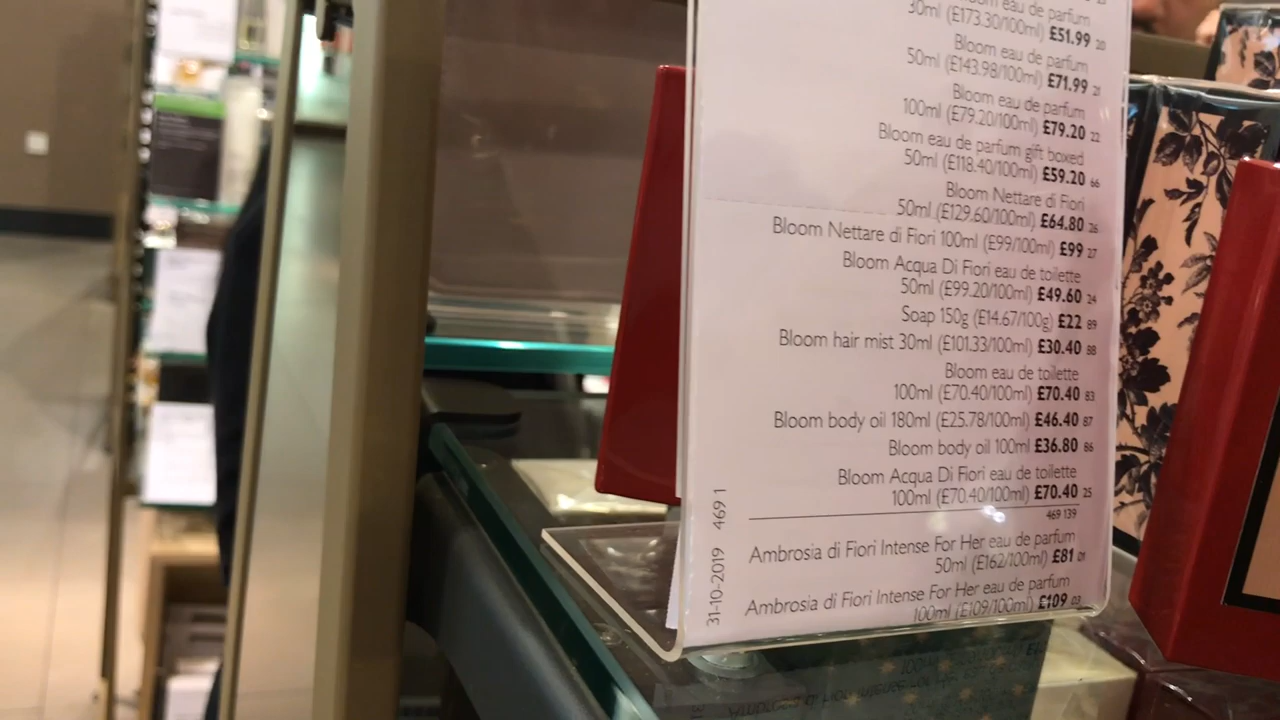 Bloom eau de parfum
30ml (£173.30/100ml) £51.99 20
Bloom eau de parfum
50ml (£143.98/100ml) £71.99 21
Bloom eau de parfum
100ml (£79.20/100ml) £79.20 22
Bloom eau de parfum gift boxed
50ml (£118.40/100ml) £59.20 66
Bloom Nettare di Fiori
50ml (£129.60/100ml) £64.80 26
Bloom Nettare di Fiori 100ml (£99/100ml) £99 27
Bloom Acqua Di Fiori eau de toilette
50ml (£99.20/100ml) £49.60 24
Soap 150g (£14.67/100g) £22 89
Bloom hair mist 30ml (£101.33/100ml) £30.40 88
Bloom eau de toilette
100ml (£70.40/100ml) £70.40 83
Bloom body oil 180ml (£25.78/100ml) £46.40 87
Bloom body oil 100ml £36.80 86
Bloom Acqua Di Fiori eau de toilette
100ml (£70.40/100ml) £70.40 25
469 139
Ambrosia di Fiori Intense For Her eau de parfum
50ml (£162/100ml) £81 01
Ambrosia di Fiori Intense For Her eau de parfum
100ml (£109/100ml) £109 03
31-10-2019 469 1